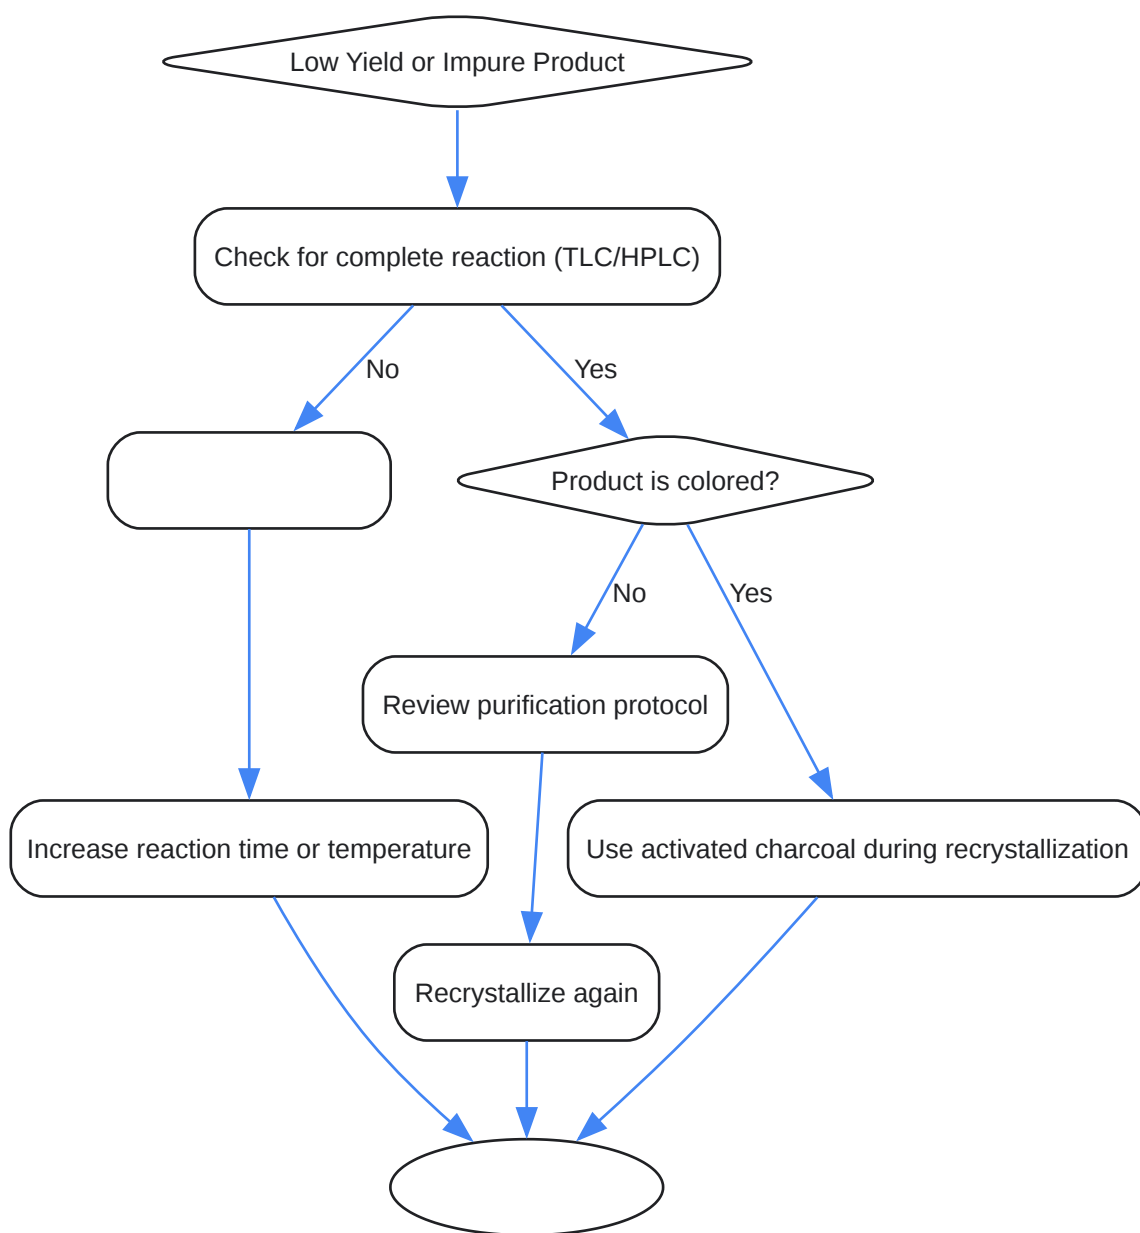 Low Yield or Impure Product
Check for complete reaction (TLC/HPLC)
No
Yes
Product is colored?
No
Yes
Review purification protocol
Increase reaction time or temperature
Use activated charcoal during recrystallization
Recrystallize again